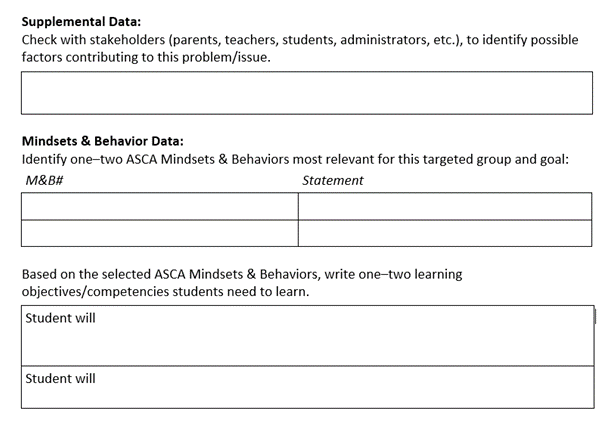 Supplemental Data:
Check with stakeholders (parents, teachers, students, administrators, etc.), to identify possible
factors contributing to this problem/issue.
Mindsets & Behavior Data:
Identify one–two ASCA Mindsets & Behaviors most relevant for this targeted group and goal:
M&B# Statement
Based on the selected ASCA Mindsets & Behaviors, write one–two learning
objectives/competencies students need to learn.
Student will
Student will